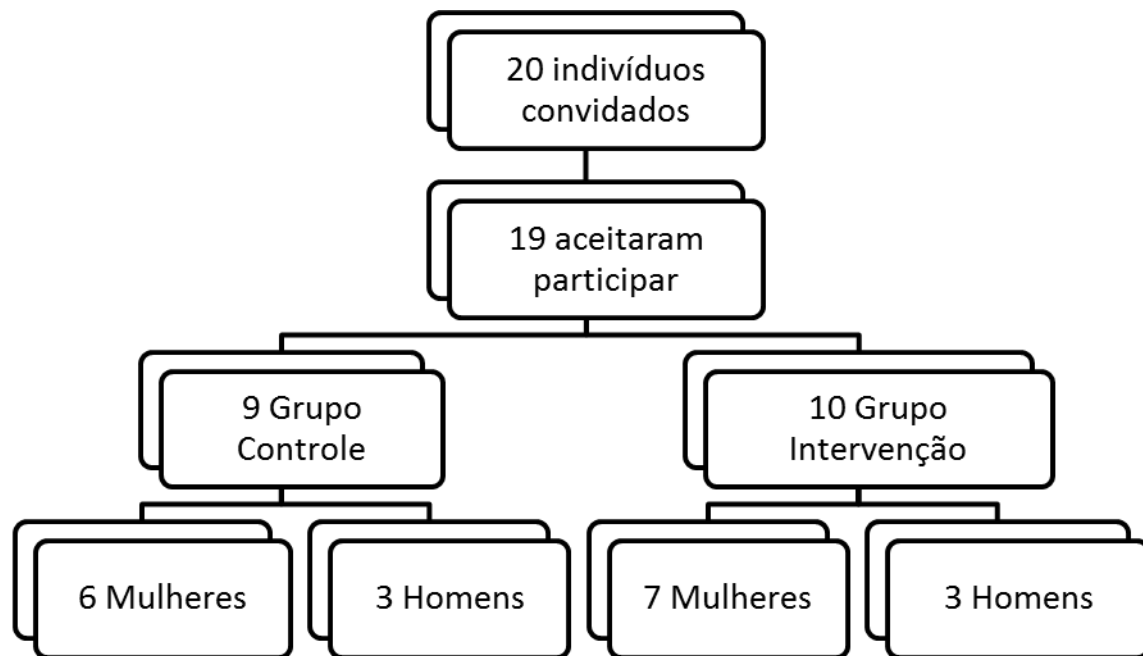 20 indivíduos
convidados
19 aceitaram
participar
9 Grupo
Controle
10 Grupo
Intervenção
6 Mulheres
3 Homens
7 Mulheres
3 Homens